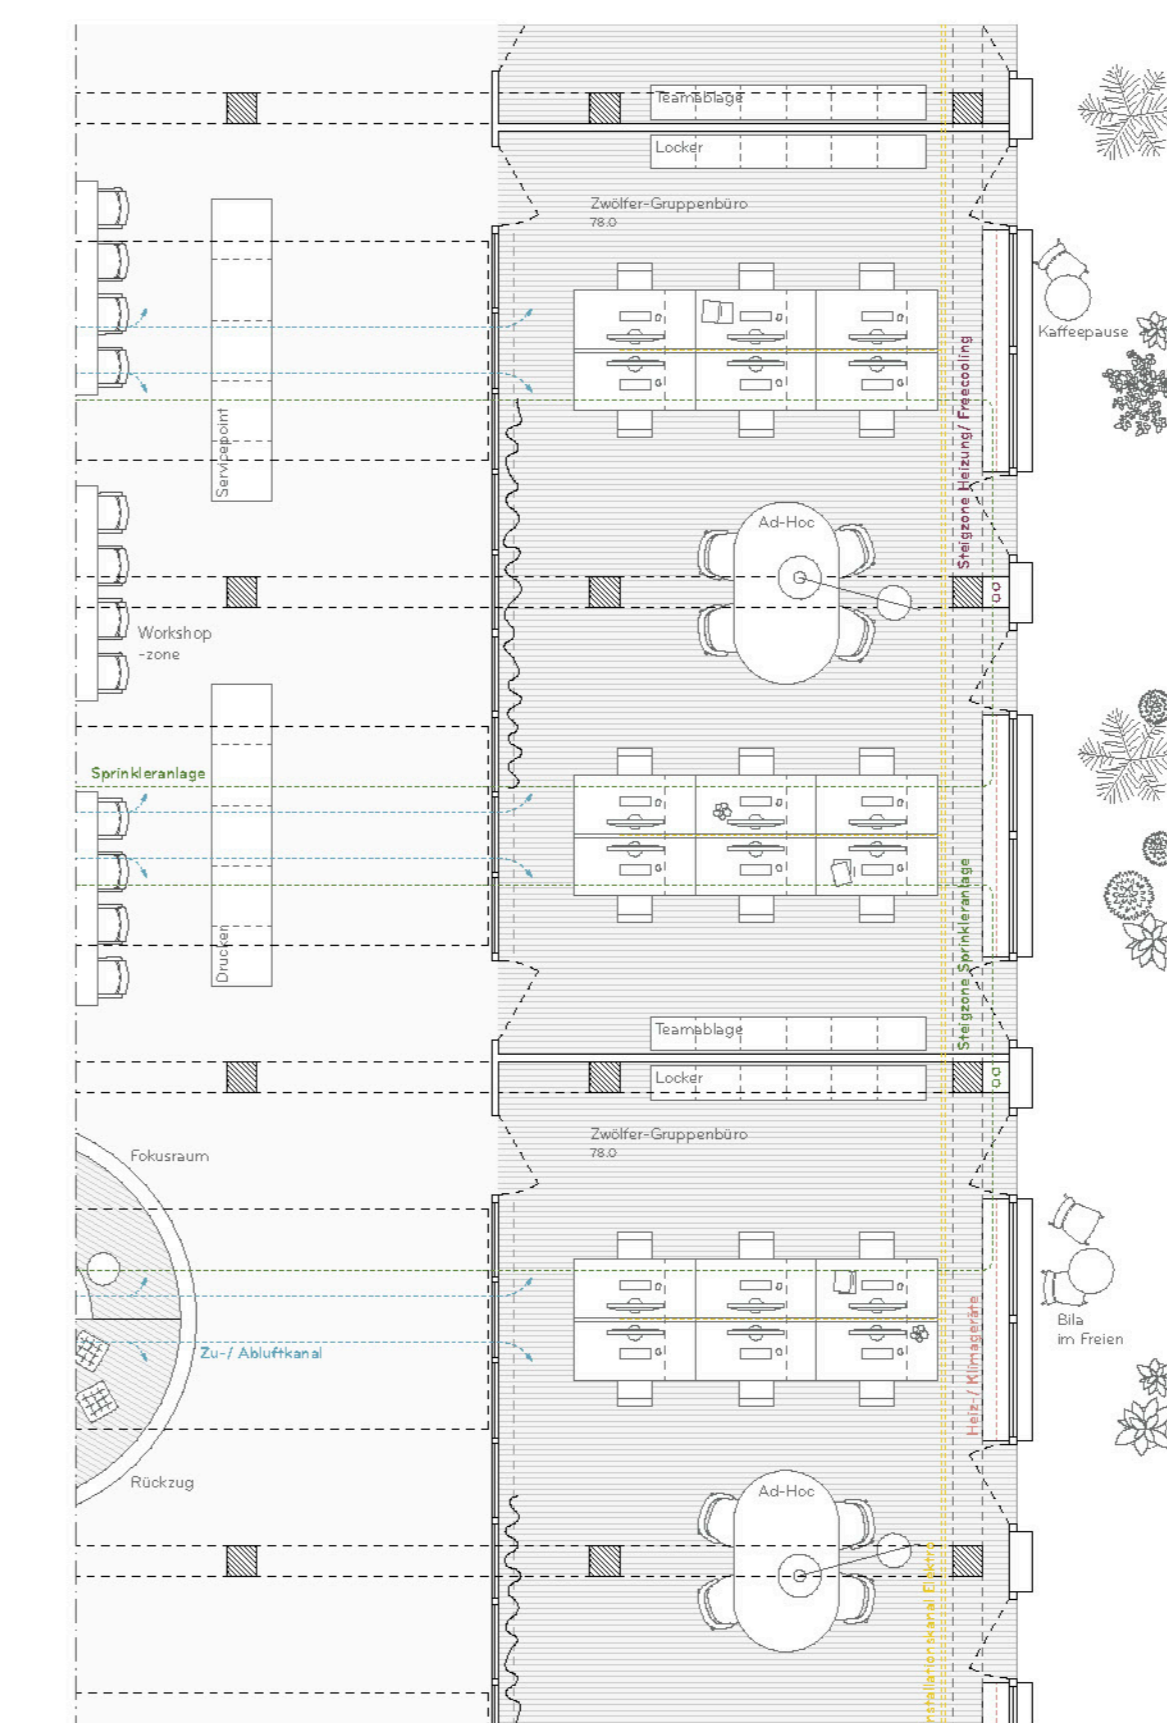 Teamablage
Locker
Zwölfer-Gruppenbüro
78.0
Kaffeepause
Servicepoint
Steigzone Heizung/ Freecooling
Ad-Hoc
Workshop
-zone
Sprinkleranlage
Drucken
Steigzone Sprinkleranlage
Teamablage
Locker
Zwölfer-Gruppenbüro
78.0
Fokusraum
Heiz-/ Klimageräte
Bila
im Freien
Zu-/ Abluftkanal
Rückzug
Ad-Hoc
nstallationskanal Elektro